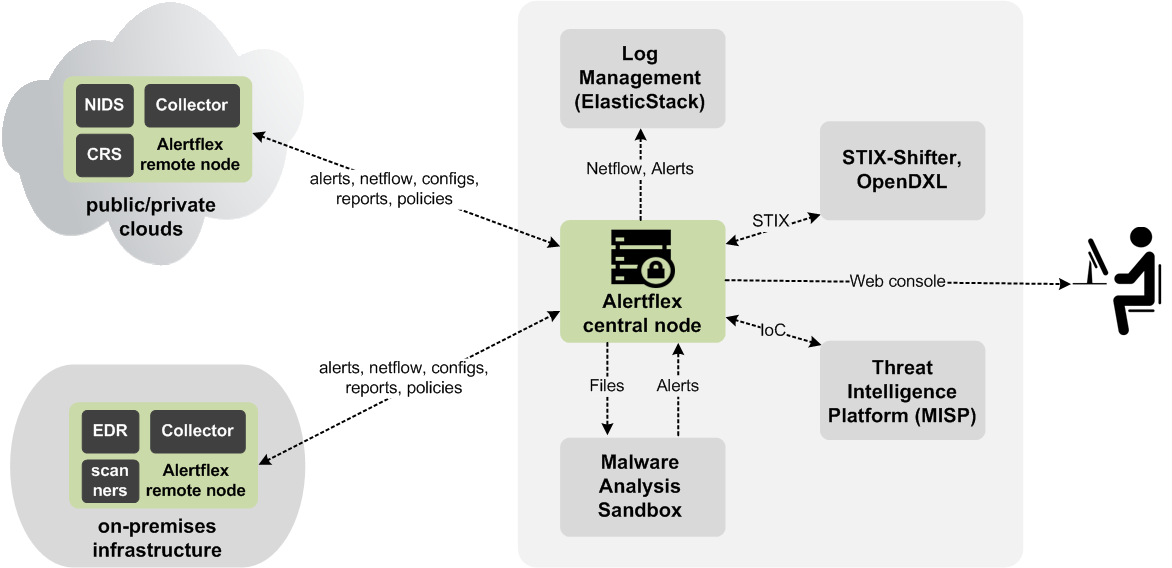 NIDS
Collector
CRS
Alertflex
remote node
public/private
clouds
alerts, netflow, configs,
reports, policies
Log
Management
(ElasticStack)
Netflow, Alerts
STIX-Shifter,
OpenDXL
STIX
Alertflex
central node
Web console
IoC
Threat
Intelligence
Platform (MISP)
Files
Alerts
Malware
Analysis
Sandbox
alerts, netflow, configs,
reports, policies
EDR
Collector
scan
ners
Alertflex
remote node
on-premises
infrastructure